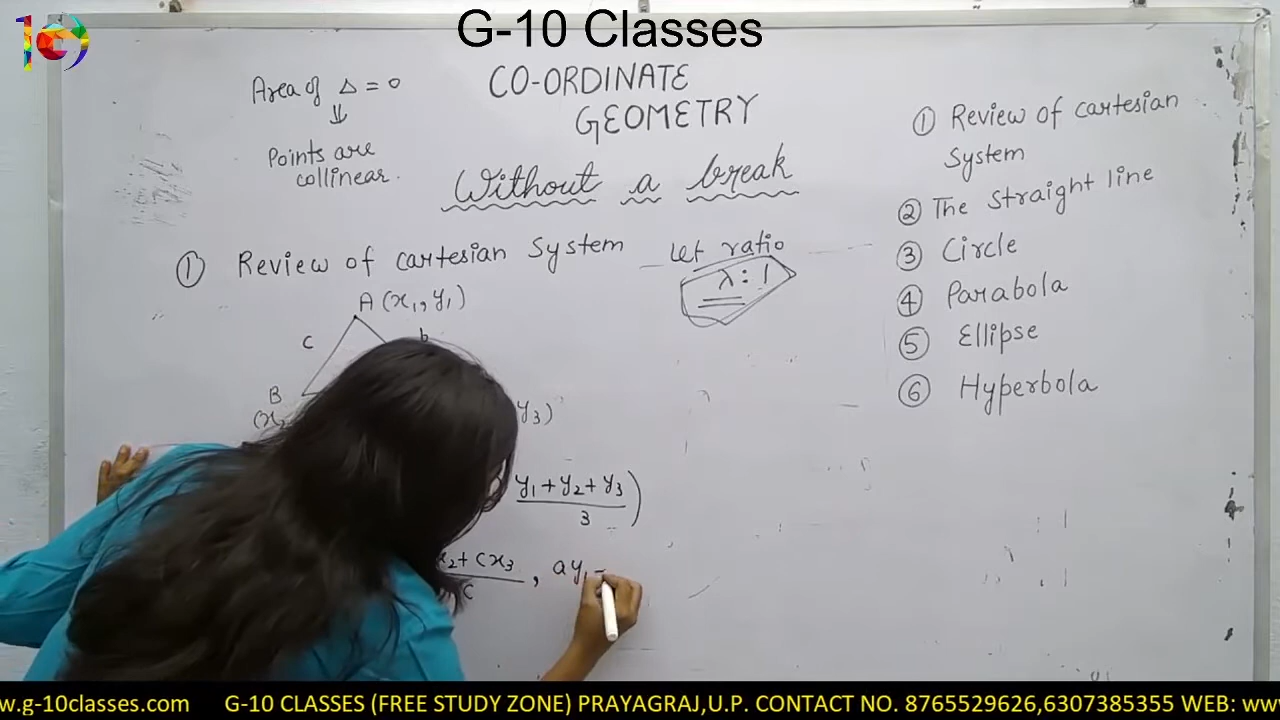 G-10 Classes
Area of Δ = 0
⇓
Points are
collinear.
CO-ORDINATE
GEOMETRY
Without a break
① Review of cartesian System
Let ratio
λ : 1
A (x₁, y₁)
c
b
B
(x₂
y₃)
y₁ + y₂ + y₃
3
x₂ + cx₃
c
, ay₁
① Review of cartesian
System
② The Straight line
③ Circle
④ Parabola
⑤ Ellipse
⑥ Hyperbola
w.g-10classes.com G-10 CLASSES (FREE STUDY ZONE) PRAYAGRAJ,U.P. CONTACT NO. 8765529626,6307385355 WEB: ww